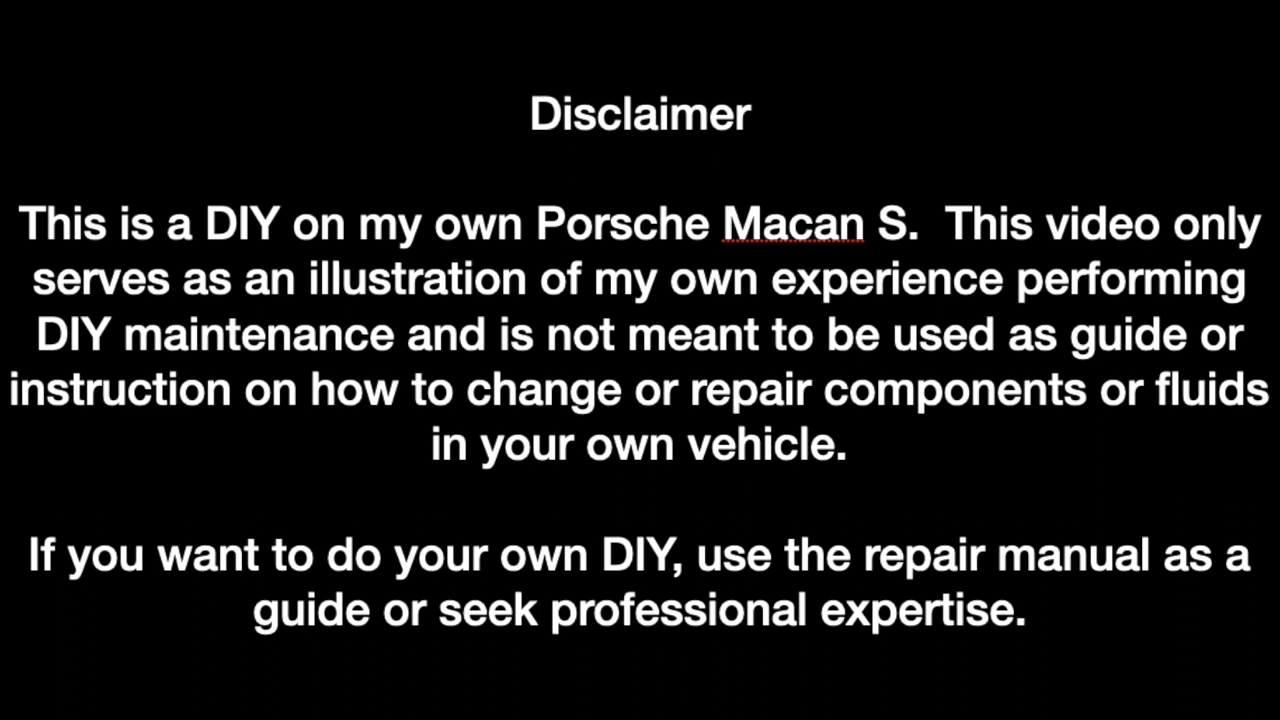 Disclaimer
This is a DIY on my own Porsche Macan S.  This video only
serves as an illustration of my own experience performing
DIY maintenance and is not meant to be used as guide or
instruction on how to change or repair components or fluids
in your own vehicle.
If you want to do your own DIY, use the repair manual as a
guide or seek professional expertise.